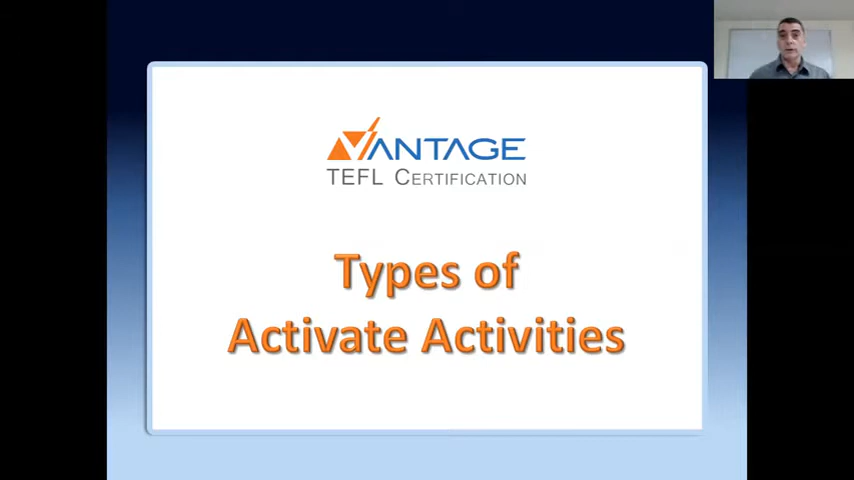 VANTAGE
TEFL CERTIFICATION
Types of
Activate Activities